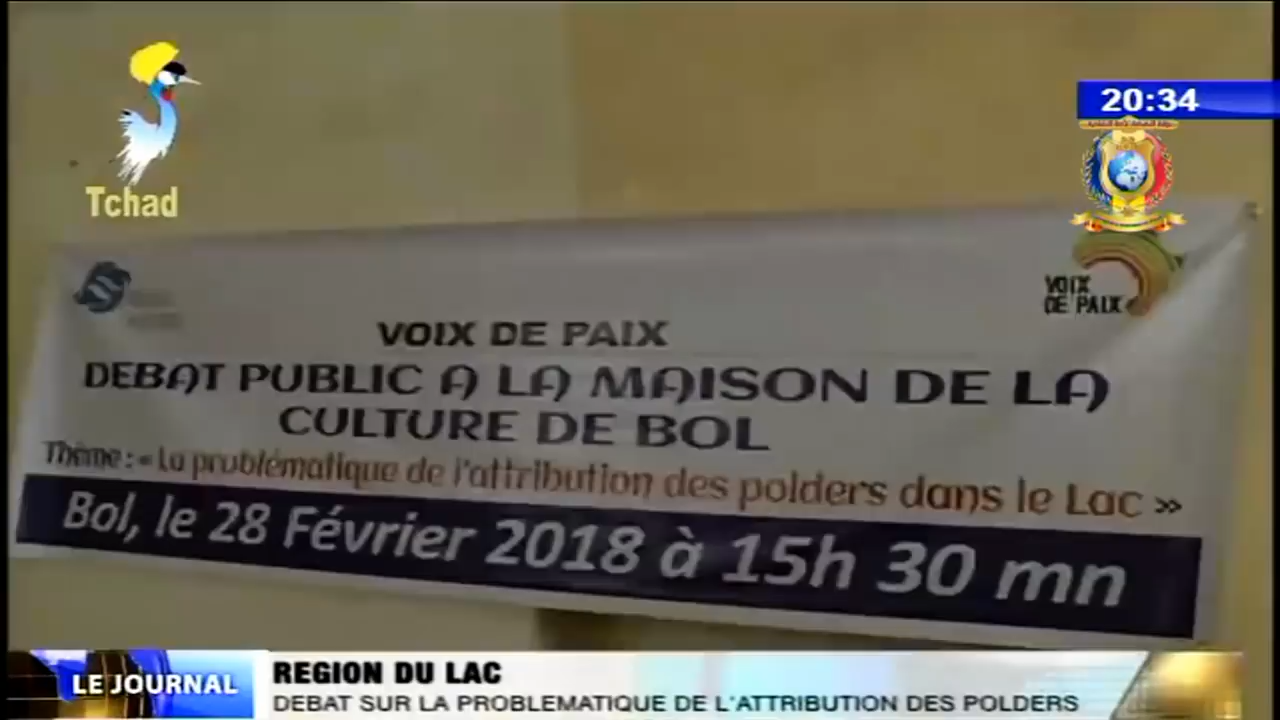 Tchad
20:34
VOIX
DE PAIX
VOIX DE PAIX
DEBAT PUBLIC A LA MAISON DE LA
CULTURE DE BOL
Thème : « La problématique de l'attribution des polders dans le Lac »
Bol, le 28 Février 2018 à 15h 30 mn
LE JOURNAL
REGION DU LAC
DEBAT SUR LA PROBLEMATIQUE DE L'ATTRIBUTION DES POLDERS